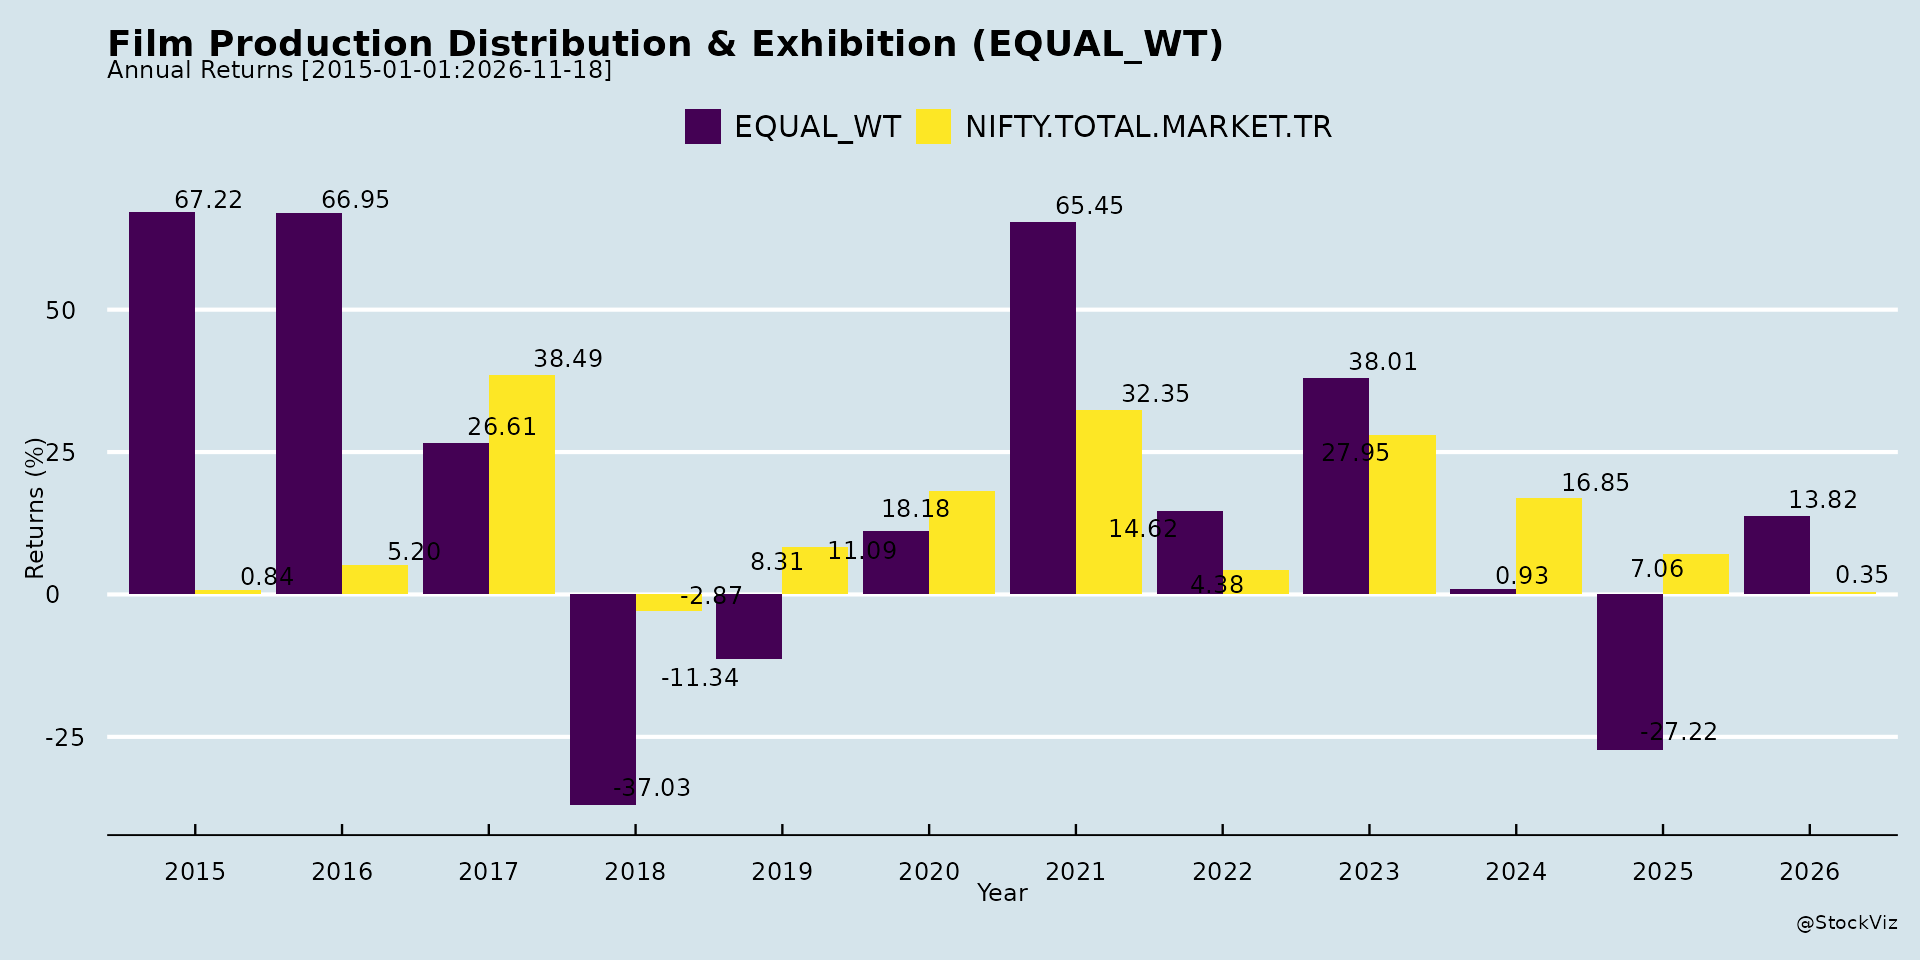 Film Production Distribution & Exhibition (EQUAL_WT)
Annual Returns [2015-01-01:2026-11-18]
EQUAL_WT NIFTY.TOTAL.MARKET.TR
67.22 66.95 65.45
50
38.49 38.01
32.35
26.61
Returns (%)
25 27.95
16.85
18.18 13.82
14.62
5.20 8.31 11.09
0.84 4.38 0.93 7.06 0.35
0 -2.87
-11.34
-25 -27.22
-37.03
2015 2016 2017 2018 2019 2020 2021 2022 2023 2024 2025 2026
Year
@StockViz